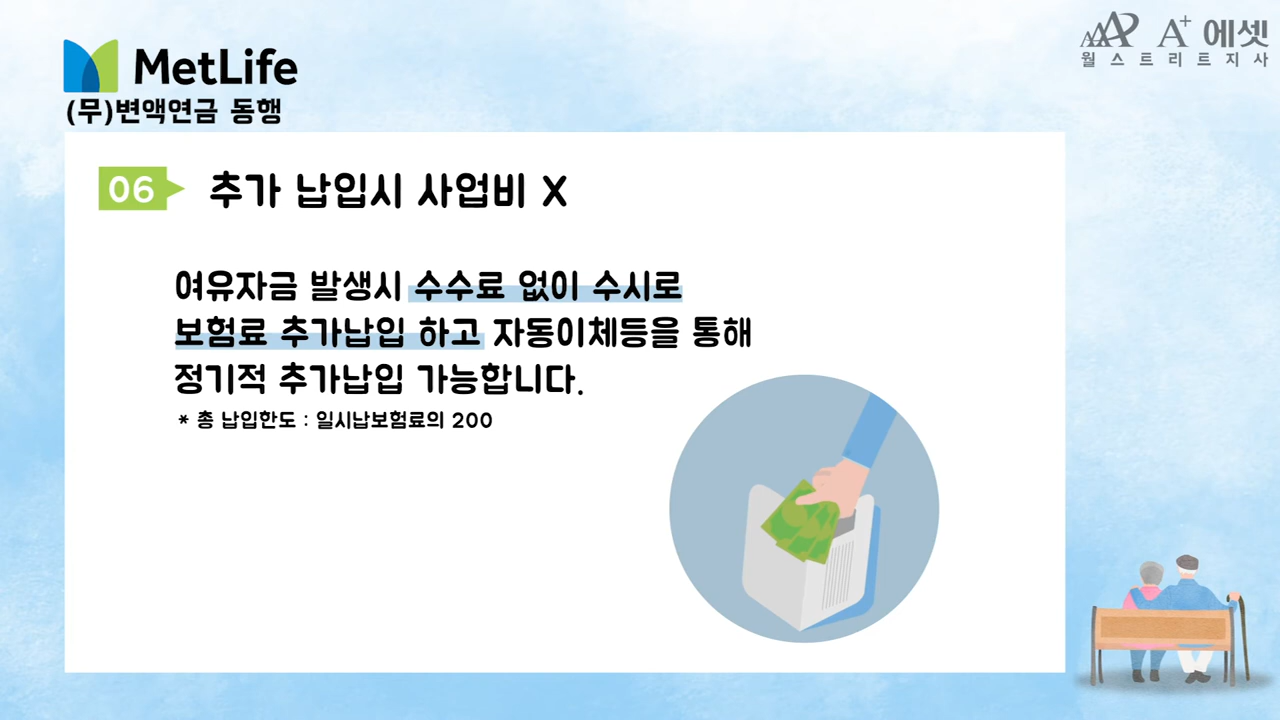 MetLife
(무)변액연금 동행
A⁺에셋
월스트리트지사
06 추가 납입시 사업비 X
여유자금 발생시 수수료 없이 수시로
보험료 추가납입 하고 자동이체등을 통해
정기적 추가납입 가능합니다.
* 총 납입한도 : 일시납보험료의 200